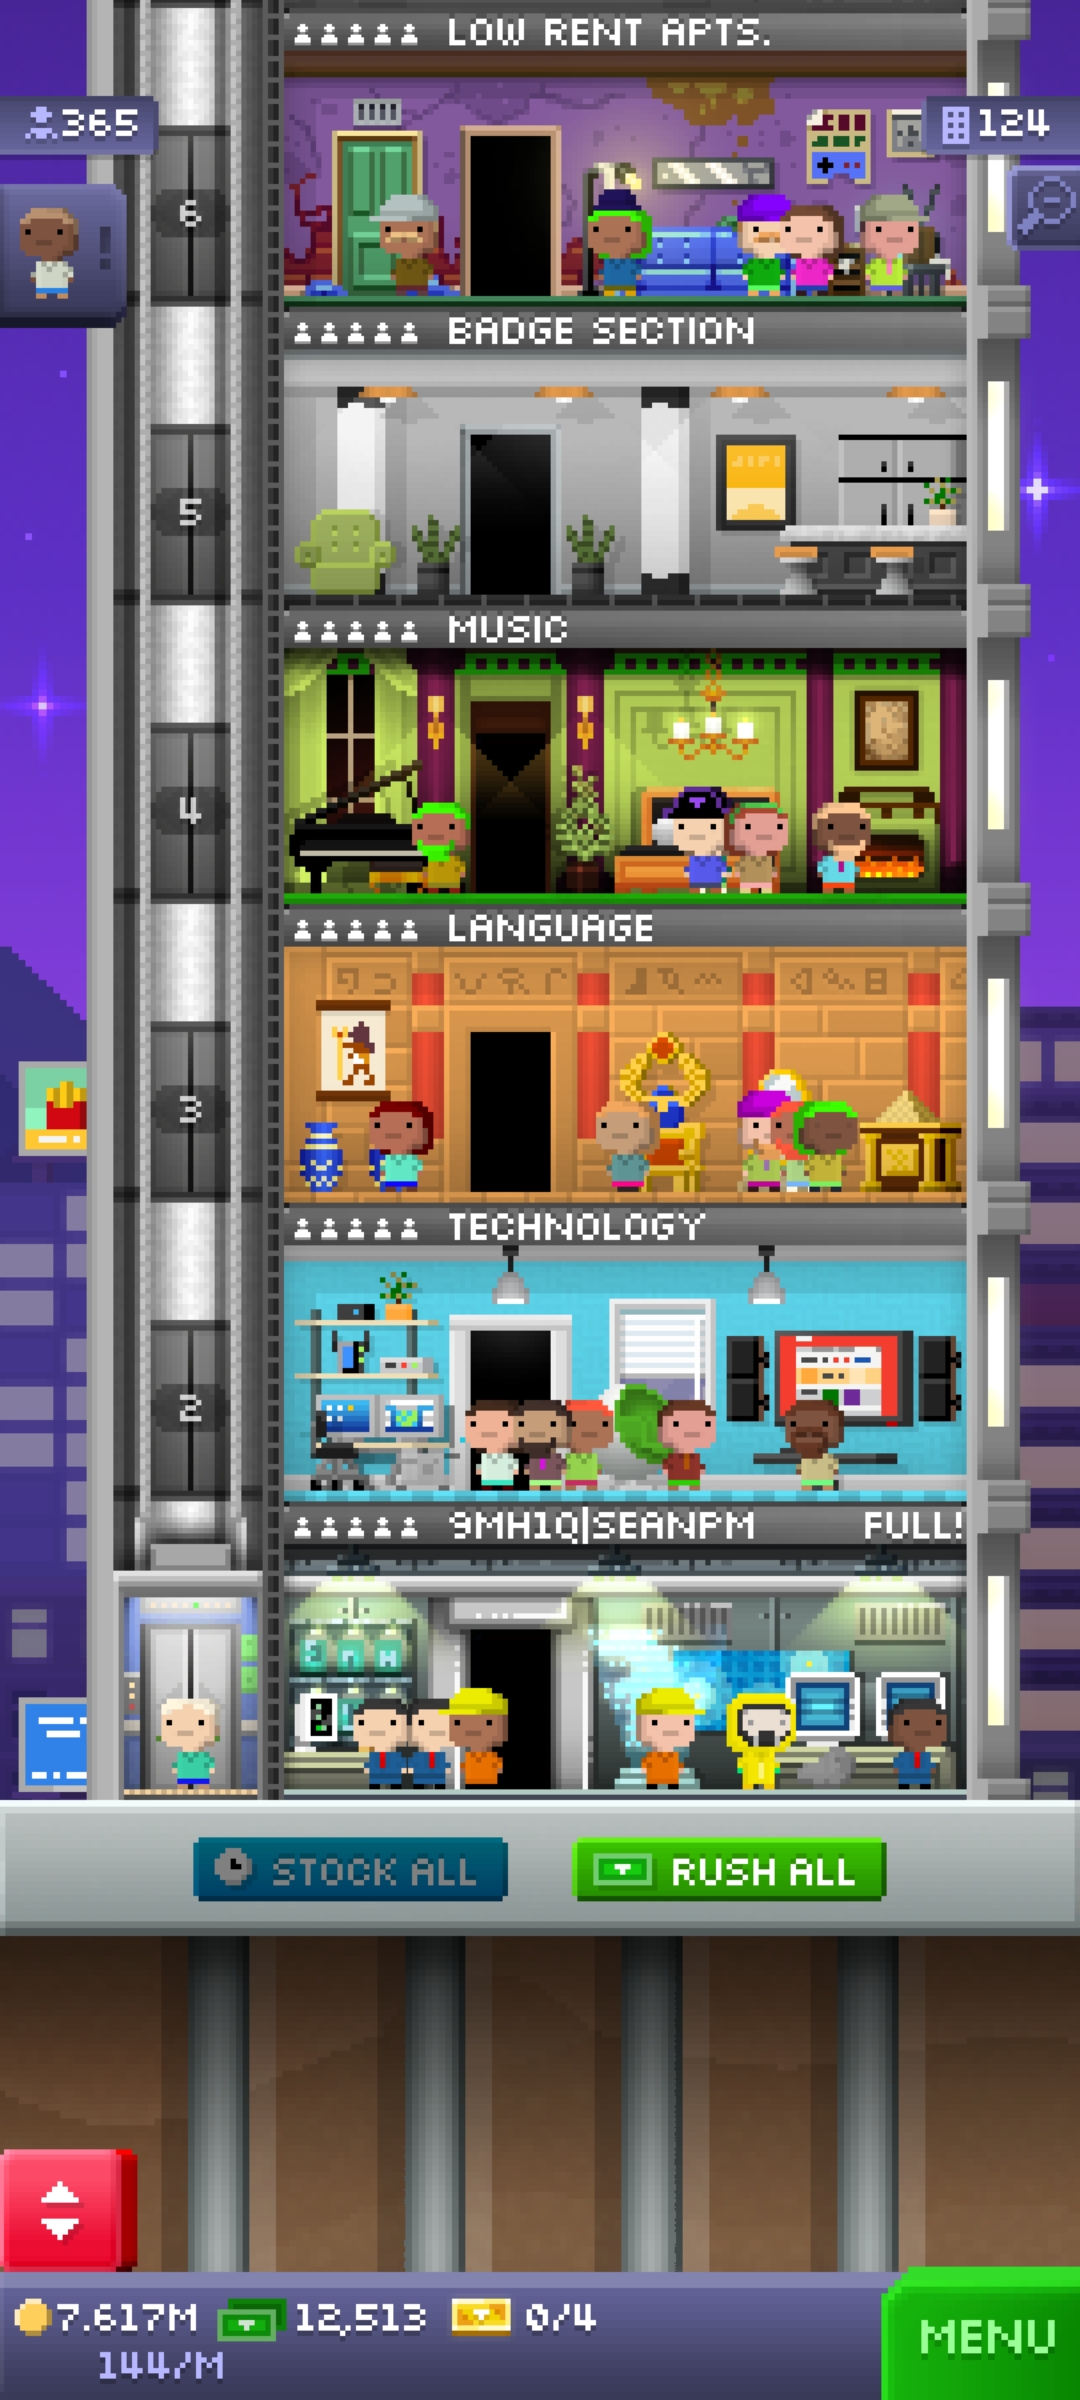 LOW RENT APTS.
365
124
6
BADGE SECTION
5
MUSIC
4
LANGUAGE
3
TECHNOLOGY
2
9MH1Q|SEANPM FULL!
STOCK ALL
RUSH ALL
7.617M 12,513 0/4
144/M
MENU